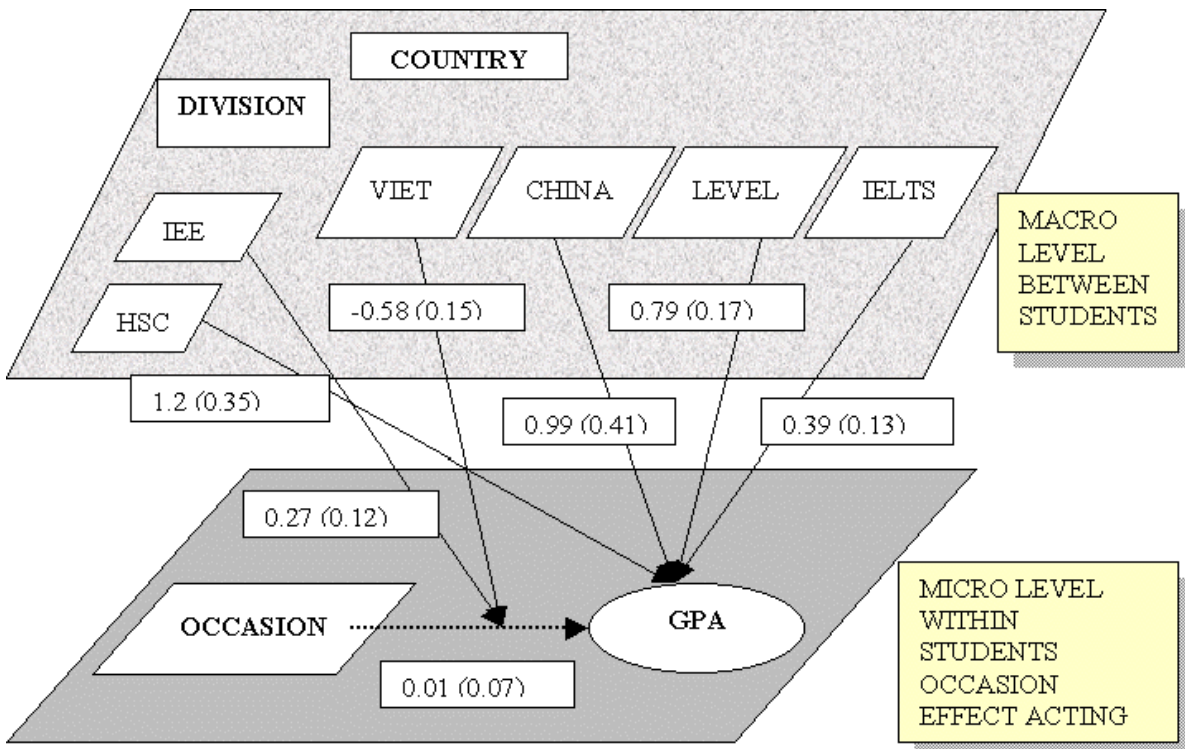 COUNTRY
DIVISION
VIET
CHINA
LEVEL
IELTS
IEE
HSC
MACRO
LEVEL
BETWEEN
STUDENTS
-0.58 (0.15)
0.79 (0.17)
1.2 (0.35)
0.99 (0.41)
0.39 (0.13)
0.27 (0.12)
OCCASION
GPA
0.01 (0.07)
MICRO LEVEL
WITHIN
STUDENTS
OCCASION
EFFECT ACTING